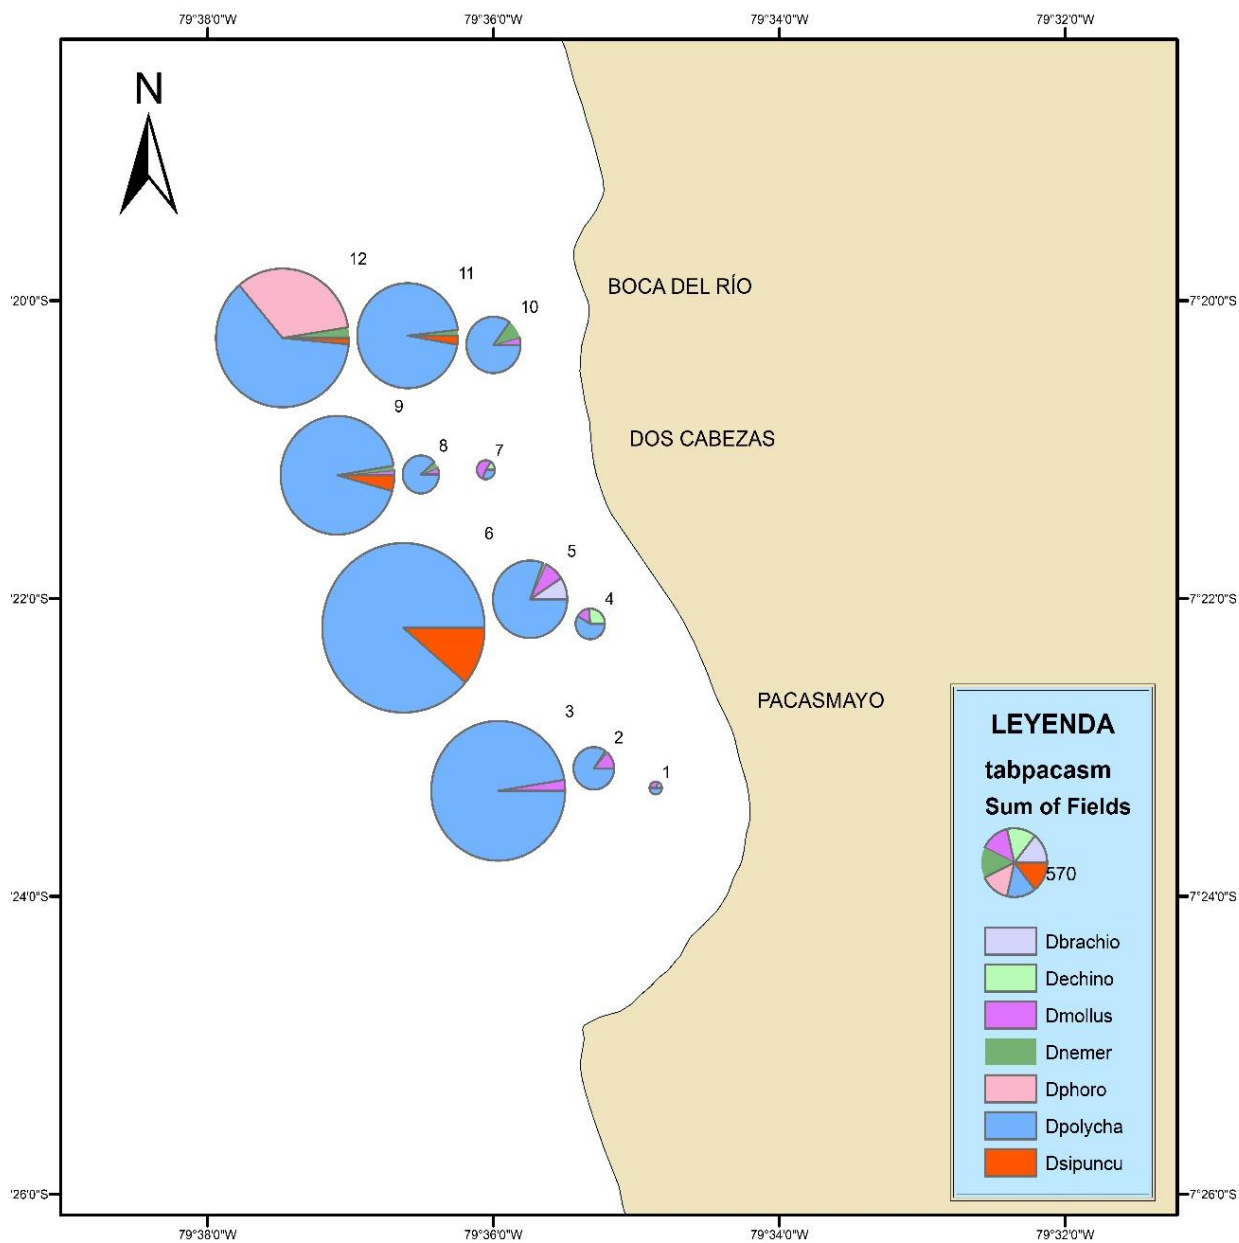 79°38'0"W
79°36'0"W
79°34'0"W
79°32'0"W
N
12
11
10
BOCA DEL RÍO
'20'0"S
7°20'0"S
9
8
7
DOS CABEZAS
6
5
4
'22'0"S
7°22'0"S
3
2
1
PACASMAYO
LEYENDA
tabpacasm
Sum of Fields
570
'24'0"S
7°24'0"S
Dbrachio
Dechino
Dmollus
Dnemer
Dphoro
Dpolycha
Dsipuncu
'26'0"S
7°26'0"S
79°38'0"W
79°36'0"W
79°34'0"W
79°32'0"W